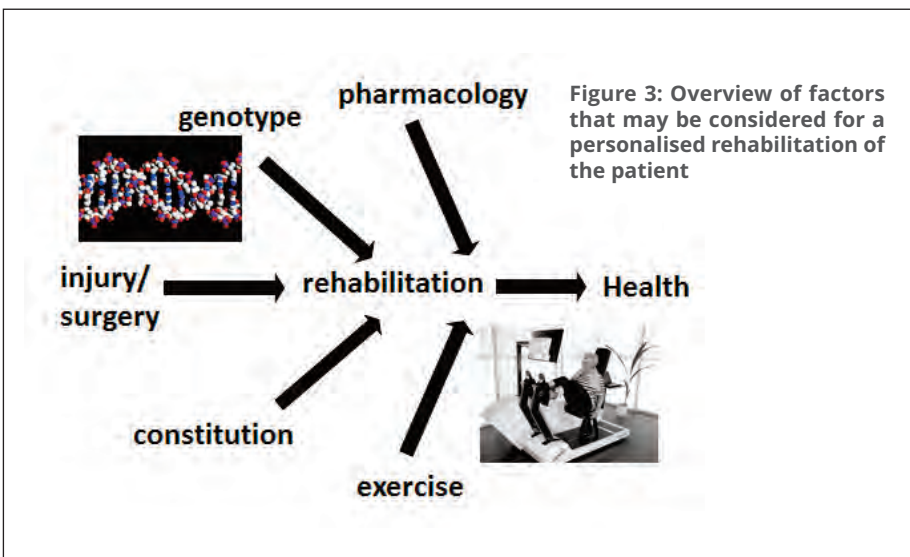 pharmacology
genotype
Figure 3: Overview of factors
that may be considered for a
personalised rehabilitation of
the patient
injury/
surgery
rehabilitation
Health
constitution
exercise